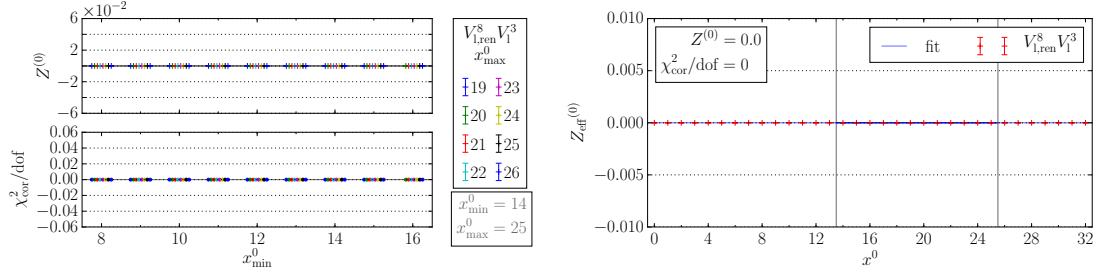 ×10⁻²
6
2
−2
−6
Z⁽⁰⁾
0.06
0.04
0.02
0.00
−0.02
−0.04
−0.06
χ²_cor/dof
8 10 12 14 16
x⁰_min
V⁸_l,ren V³_l
x⁰_max
19 23
20 24
21 25
22 26
x⁰_min = 14
x⁰_max = 25
0.010
0.005
0.000
−0.005
−0.010
Z_eff⁽⁰⁾
Z⁽⁰⁾ = 0.0
χ²_cor/dof = 0
fit V⁸_l,ren V³_l
0 4 8 12 16 20 24 28 32
x⁰